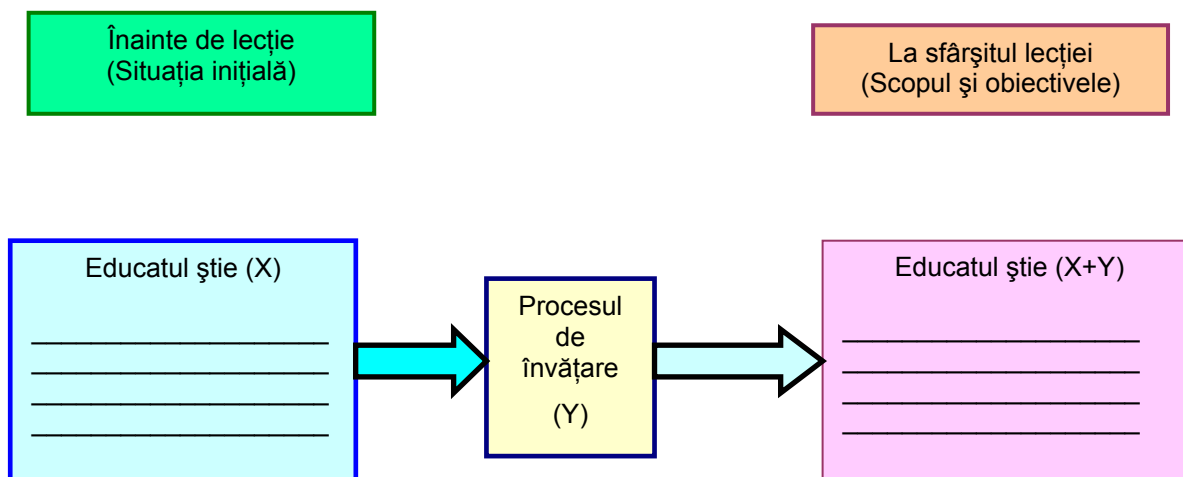 Înainte de lecție
(Situația inițială)
La sfârşitul lecției
(Scopul şi obiectivele)
Educatul ştie (X)
Procesul
de
învățare
(Y)
Educatul ştie (X+Y)